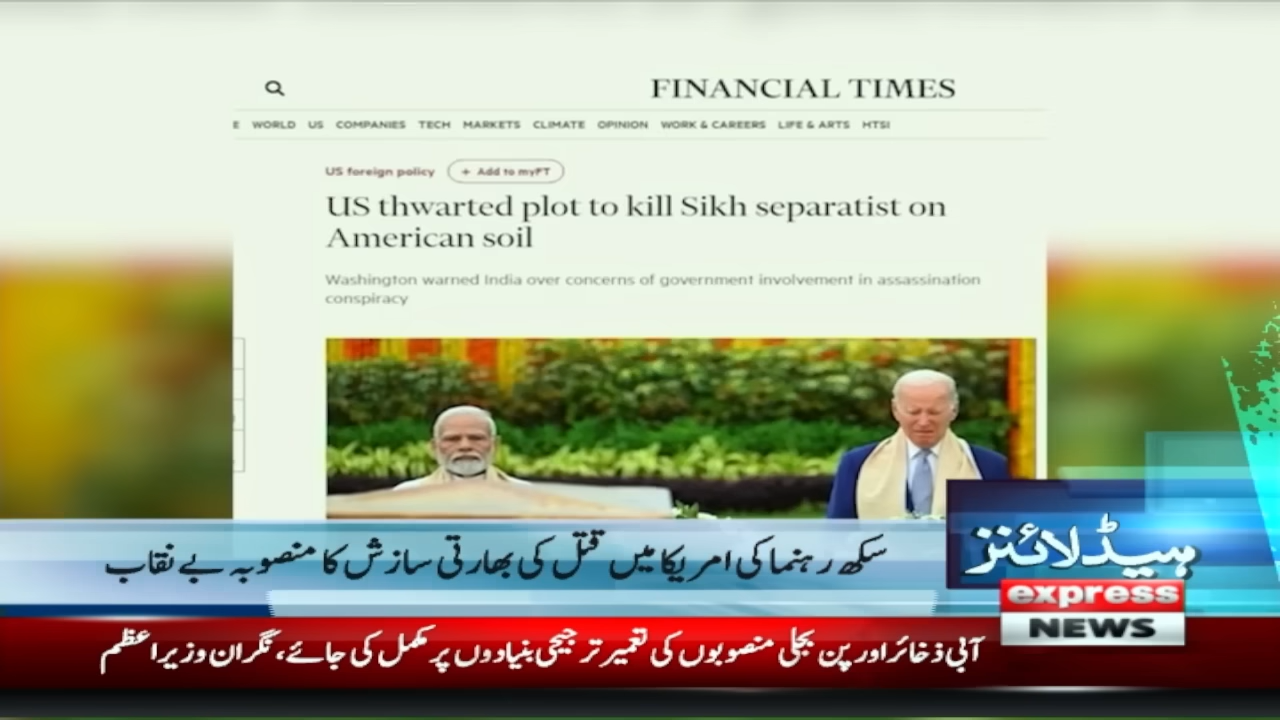 FINANCIAL TIMES
E WORLD US COMPANIES TECH MARKETS CLIMATE OPINION WORK & CAREERS LIFE & ARTS HTSI
US foreign policy + Add to myFT
US thwarted plot to kill Sikh separatist on
American soil
Washington warned India over concerns of government involvement in assassination
conspiracy
سکھ رہنما کی امریکا میں قتل کی بھارتی سازش کا منصوبہ بے نقاب
ہیڈلائنز
express
NEWS
آبی ذخائر اور پن بجلی منصوبوں کی تعمیر ترجیحی بنیادوں پر مکمل کی جائے، نگران وزیراعظم